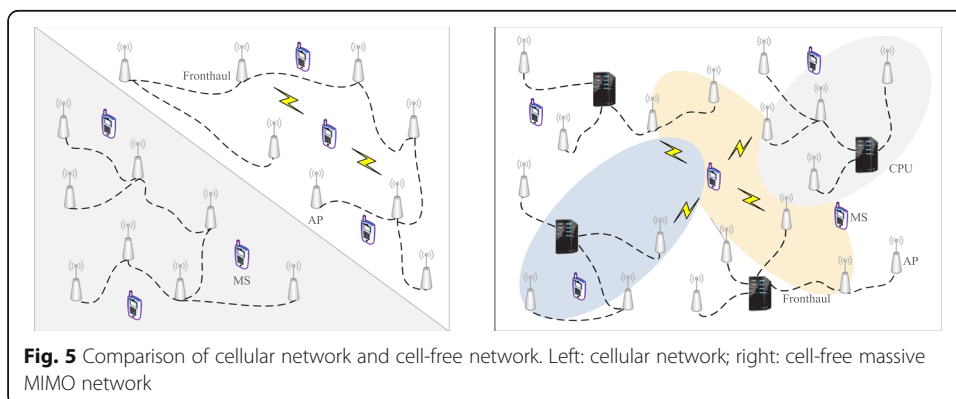 Fronthaul
AP
MS
CPU
MS
AP
Fronthaul
Fig. 5 Comparison of cellular network and cell-free network. Left: cellular network; right: cell-free massive
MIMO network